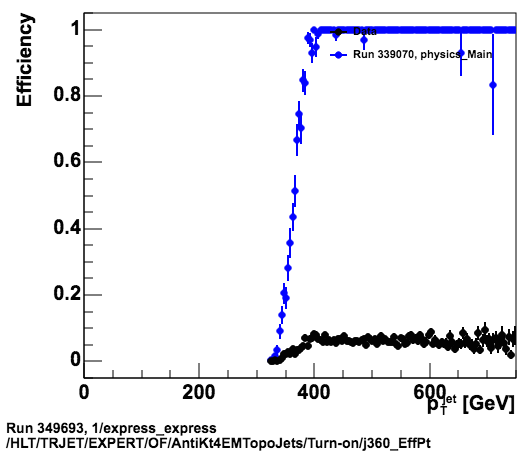 Efficiency
1
0.8
0.6
0.4
0.2
0
Data
Run 339070, physics_Main
0 200 400 600
p_T^jet [GeV]
Run 349693, 1/express_express
/HLT/TRJET/EXPERT/OF/AntiKt4EMTopoJets/Turn-on/j360_EffPt